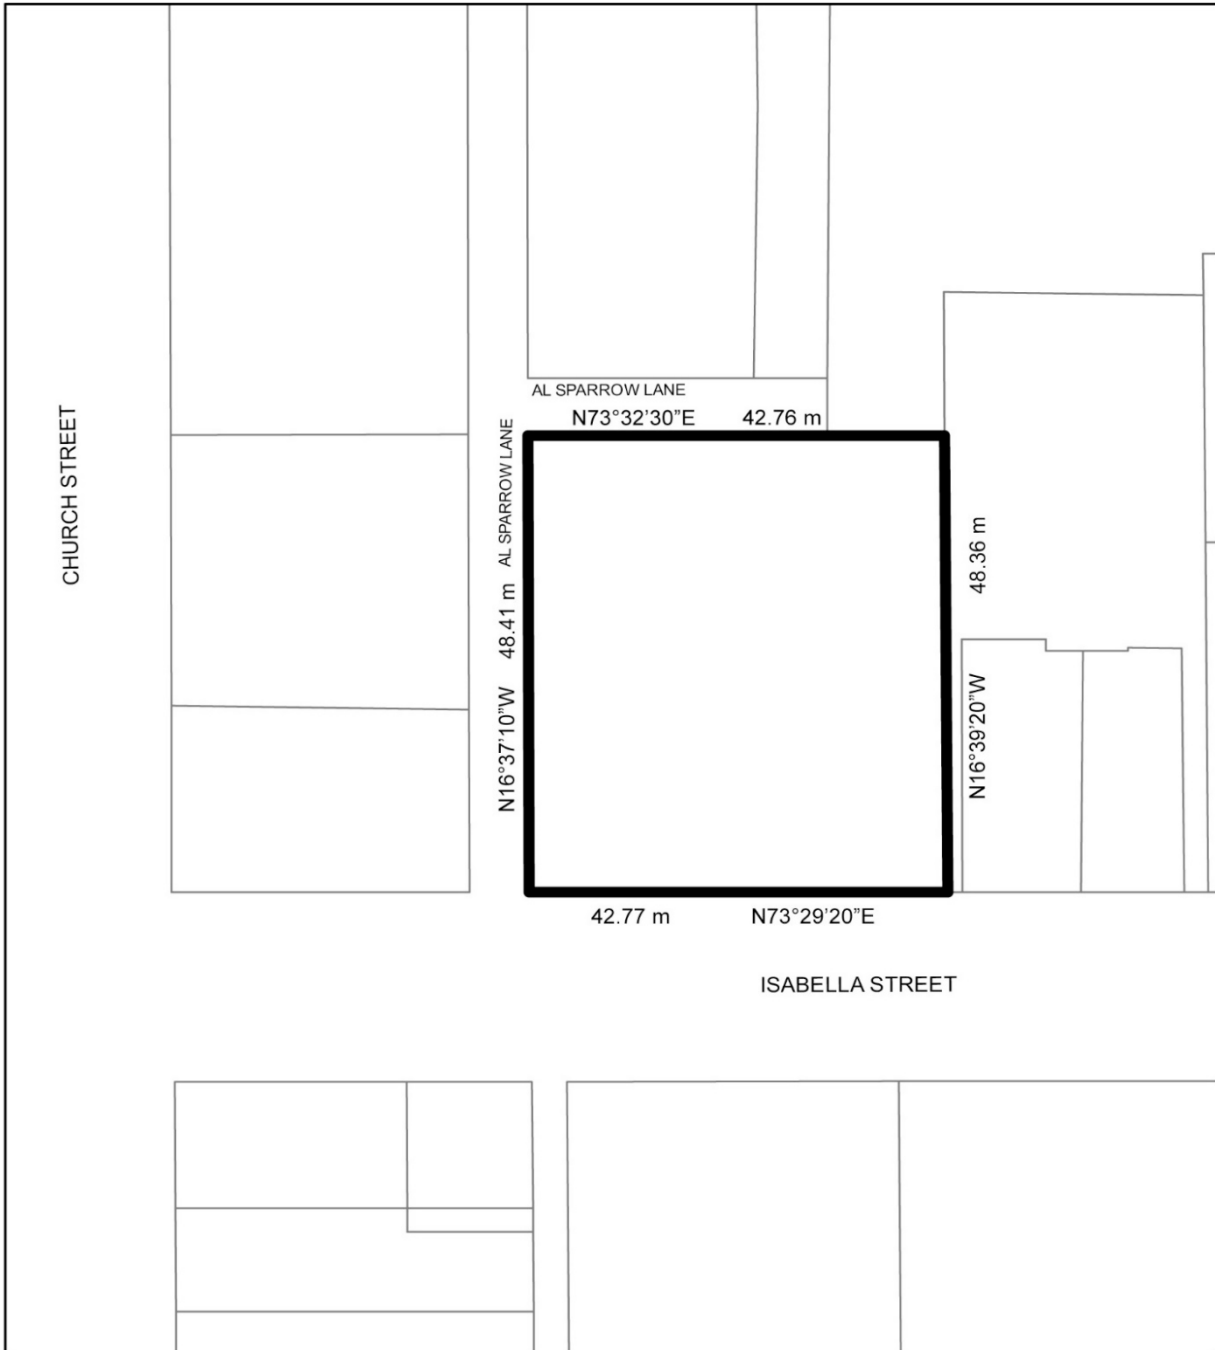 AL SPARROW LANE
N73°32'30"E 42.76 m
CHURCH STREET
AL SPARROW LANE
48.41 m
N16°37'10"W
48.36 m
N16°39'20"W
42.77 m N73°29'20"E
ISABELLA STREET